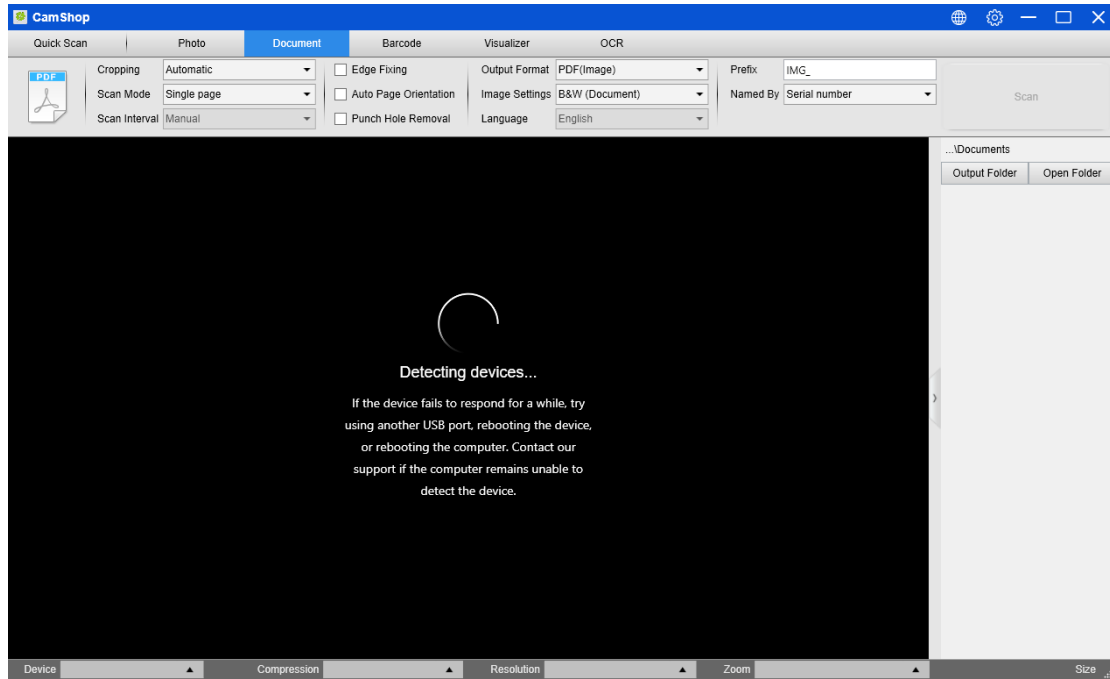 CamShop
Quick Scan Photo Document Barcode Visualizer OCR
PDF
Cropping Automatic Edge Fixing Output Format PDF(Image) Prefix IMG_
Scan Mode Single page Auto Page Orientation Image Settings B&W (Document) Named By Serial number
Scan
Scan Interval Manual Punch Hole Removal Language English
...\Documents
Output Folder Open Folder
Detecting devices...
If the device fails to respond for a while, try
using another USB port, rebooting the device,
or rebooting the computer. Contact our
support if the computer remains unable to
detect the device.
Device Compression Resolution Zoom Size